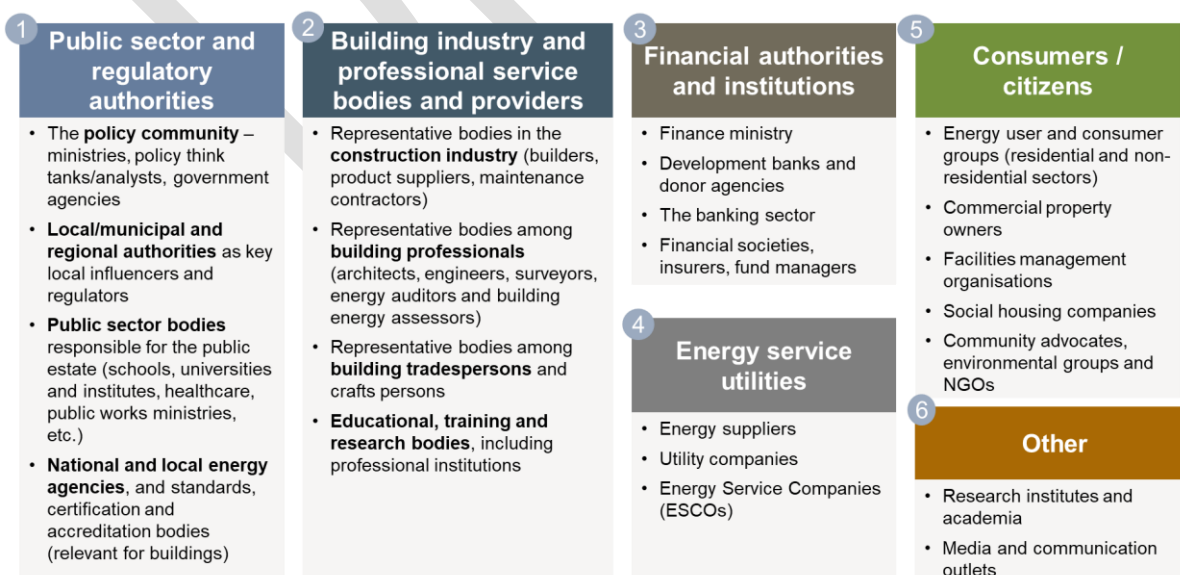 1
Public sector and
regulatory
authorities
• The policy community –
ministries, policy think
tanks/analysts, government
agencies
• Local/municipal and
regional authorities as key
local influencers and
regulators
• Public sector bodies
responsible for the public
estate (schools, universities
and institutes, healthcare,
public works ministries,
etc.)
• National and local energy
agencies, and standards,
certification and
accreditation bodies
(relevant for buildings)
2
Building industry and
professional service
bodies and providers
• Representative bodies in the
construction industry (builders,
product suppliers, maintenance
contractors)
• Representative bodies among
building professionals
(architects, engineers, surveyors,
energy auditors and building
energy assessors)
• Representative bodies among
building tradespersons and
crafts persons
• Educational, training and
research bodies, including
professional institutions
3
Financial authorities
and institutions
• Finance ministry
• Development banks and
donor agencies
• The banking sector
• Financial societies,
insurers, fund managers
4
Energy service
utilities
• Energy suppliers
• Utility companies
• Energy Service Companies
(ESCOs)
5
Consumers /
citizens
• Energy user and consumer
groups (residential and non-
residential sectors)
• Commercial property
owners
• Facilities management
organisations
• Social housing companies
• Community advocates,
environmental groups and
NGOs
6
Other
• Research institutes and
academia
• Media and communication
outlets